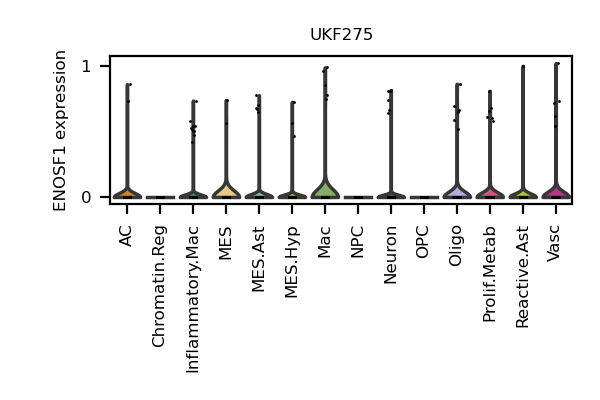 UKF275
ENOSF1 expression
1
0
AC
Chromatin.Reg
Inflammatory.Mac
MES
MES.Ast
MES.Hyp
Mac
NPC
Neuron
OPC
Oligo
Prolif.Metab
Reactive.Ast
Vasc